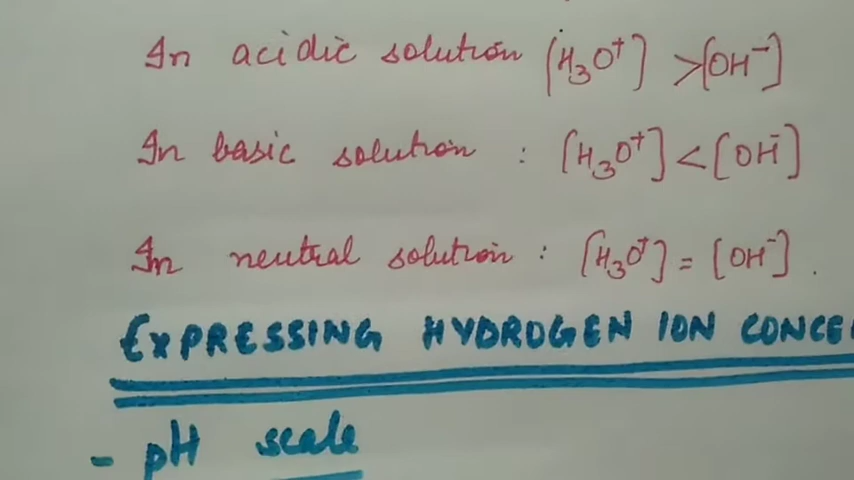 In acidic solution [H₃O⁺] > [OH⁻]
In basic solution : [H₃O⁺] < [OH⁻]
In neutral solution : [H₃O⁺] = [OH⁻] .
EXPRESSING HYDROGEN ION CONCE
- pH scale